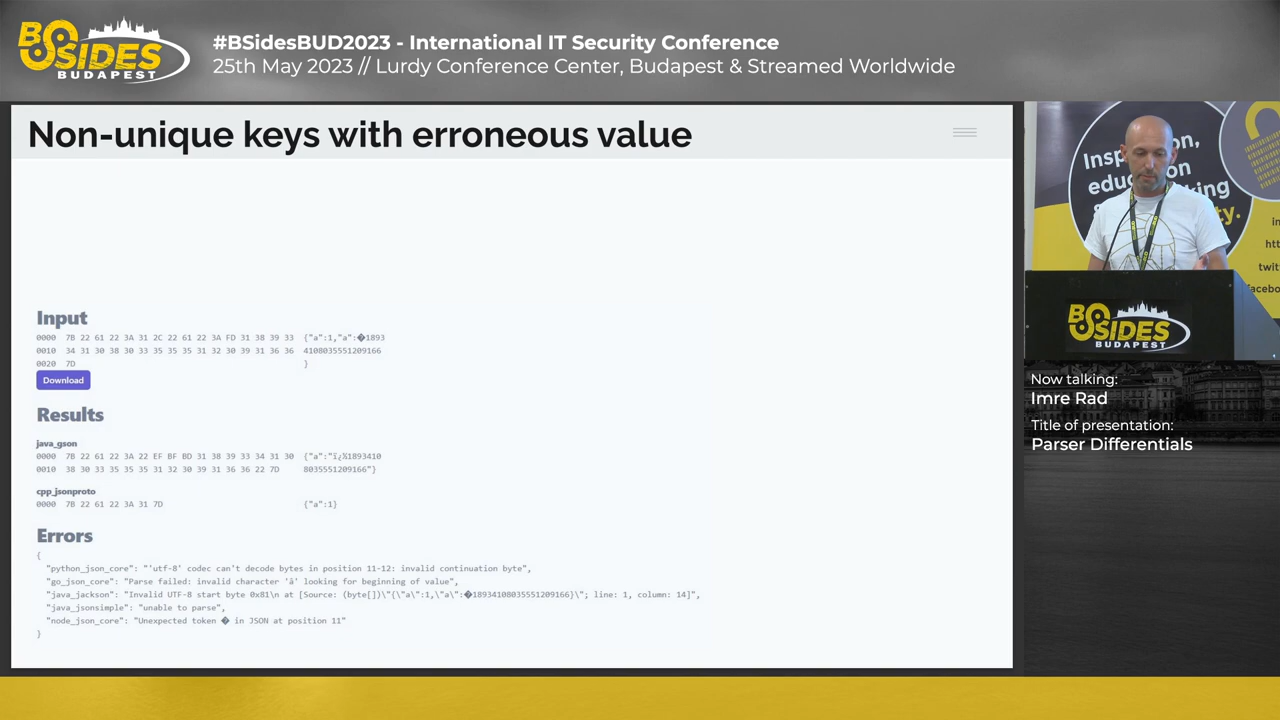 BSIDES
BUDAPEST
#BSidesBUD2023 - International IT Security Conference
25th May 2023 // Lurdy Conference Center, Budapest & Streamed Worldwide
Non-unique keys with erroneous value
Input
0000 7B 22 61 22 3A 31 2C 22 61 22 3A FD 31 38 39 33 {"a":1,"a":�1893
0010 34 31 30 38 30 33 35 35 35 31 32 30 39 31 36 36 4108035551209166
0020 7D }
Download
Results
java_gson
0000 7B 22 61 22 3A 22 EF BF BD 31 38 39 33 34 31 30 {"a":"ï¿½1893410
0010 38 30 33 35 35 35 31 32 30 39 31 36 36 22 7D 8035551209166"}
cpp_jsonproto
0000 7B 22 61 22 3A 31 7D {"a":1}
Errors
{
"python_json_core": "'utf-8' codec can't decode bytes in position 11-12: invalid continuation byte",
"go_json_core": "Parse failed: invalid character 'â' looking for beginning of value",
"java_jackson": "Invalid UTF-8 start byte 0x81\n at [Source: (byte[])\"{\"a\":1,\"a\":�18934108035551209166}\"; line: 1, column: 14]",
"java_jsonsimple": "unable to parse",
"node_json_core": "Unexpected token � in JSON at position 11"
}
BSIDES
BUDAPEST
Now talking:
Imre Rad
Title of presentation:
Parser Differentials